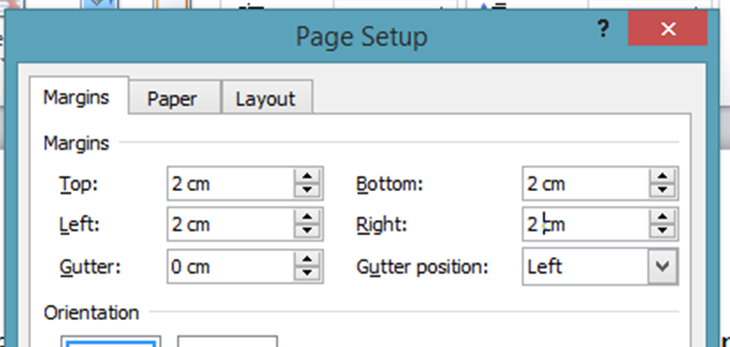 Page Setup
?
Margins Paper Layout
Margins
Top: 2 cm Bottom: 2 cm
Left: 2 cm Right: 2 cm
Gutter: 0 cm Gutter position: Left
Orientation